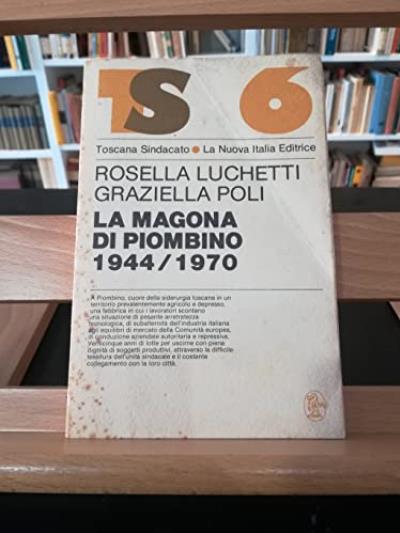 TS 6
Toscana Sindacato ● La Nuova Italia Editrice
ROSELLA LUCHETTI
GRAZIELLA POLI
LA MAGONA
DI PIOMBINO
1944/1970
A Piombino, cuore della siderurgia toscana in un
territorio prevalentemente agricolo e depresso,
una fabbrica in cui i lavoratori scontano
una situazione di pesante arretratezza
tecnologica, di subalternità dell'industria italiana
agli equilibri di mercato della Comunità europea,
di conduzione aziendale autoritaria e repressiva.
Venticinque anni di lotte per uscirne con piena
dignità di soggetti produttivi, attraverso la difficile
tessitura dell'unità sindacale e il costante
collegamento con la loro città.